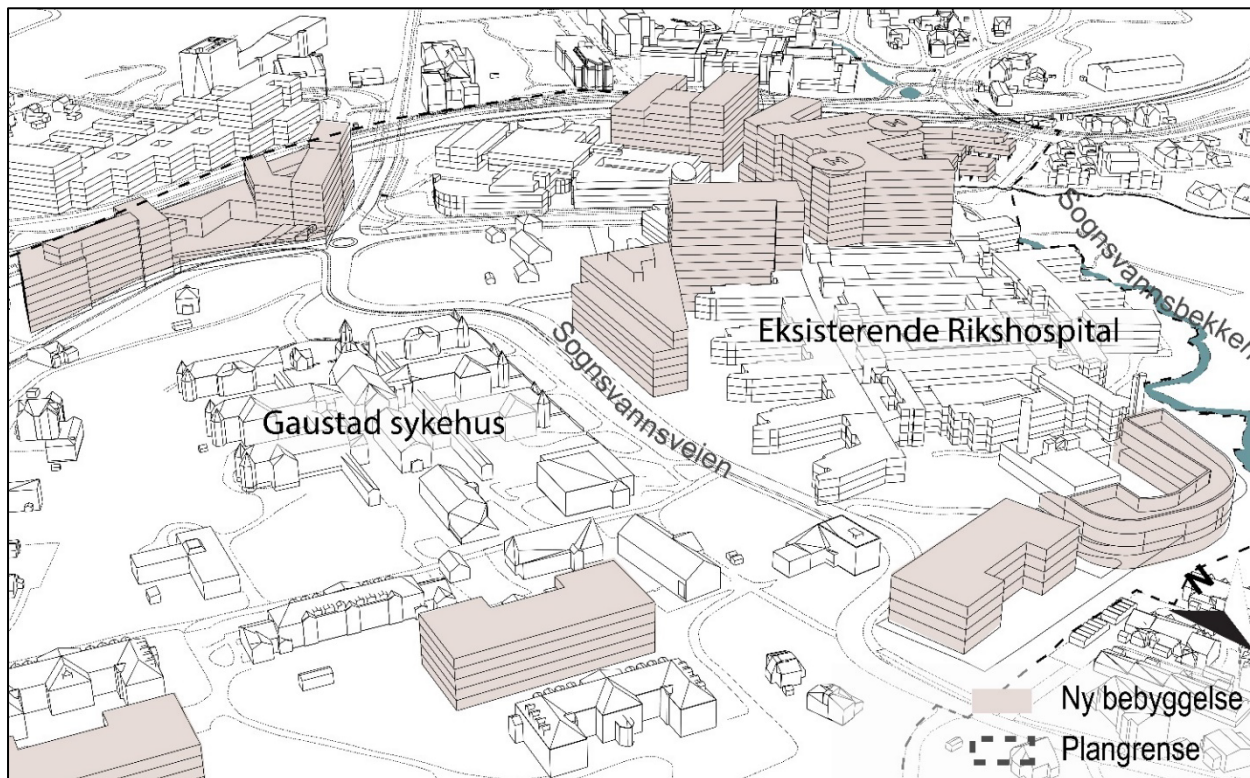 Sognsvannsbekken
Eksisterende Rikshospital
Sognsvannsveien
Gaustad sykehus
N
Ny bebyggelse
Plangrense